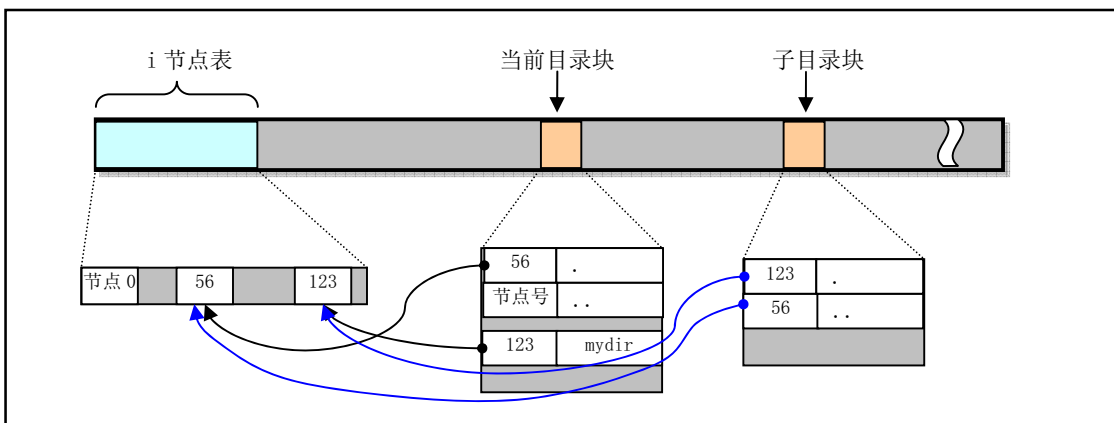 i 节点表 当前目录块 子目录块
节点 0 56 123
56 .
节点号 ..
123 mydir
123 .
56 ..